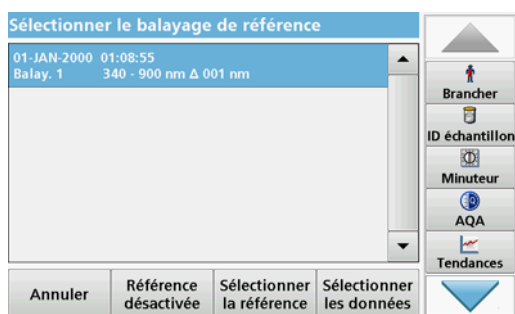 Sélectionner le balayage de référence
01-JAN-2000 01:08:55
Balay. 1 340 - 900 nm Δ 001 nm
Brancher
ID échantillon
Minuteur
AQA
Tendances
Annuler
Référence
désactivée
Sélectionner
la référence
Sélectionner
les données